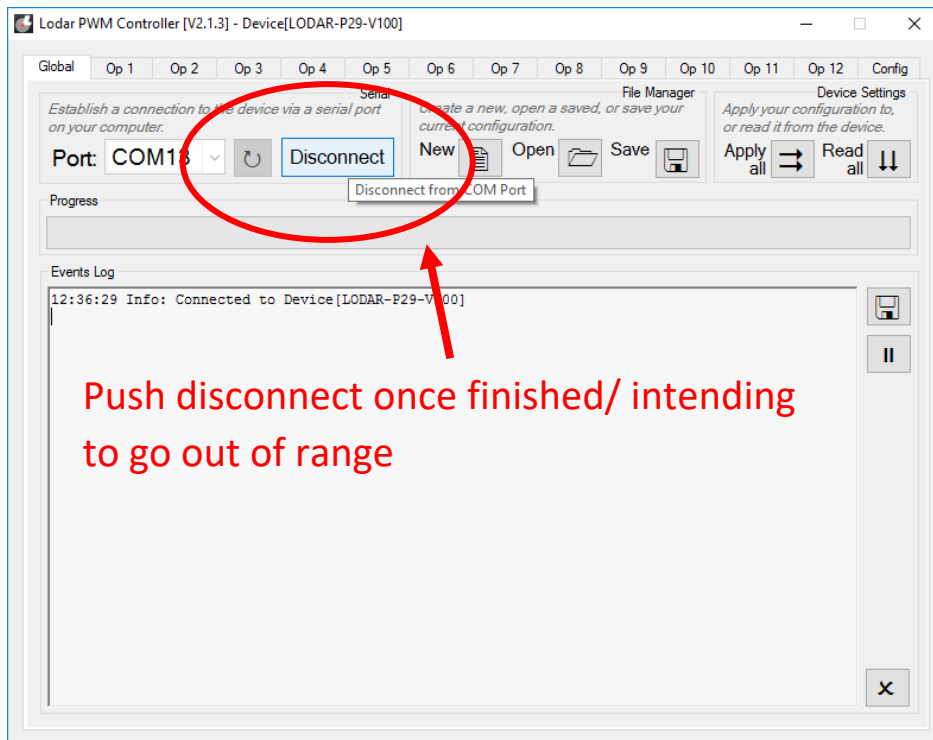 Lodar PWM Controller [V2.1.3] - Device[LODAR-P29-V100]
Global Op 1 Op 2 Op 3 Op 4 Op 5 Op 6 Op 7 Op 8 Op 9 Op 10 Op 11 Op 12 Config
Serial
Establish a connection to the device via a serial port
on your computer.
Port: COM13 Disconnect
Disconnect from COM Port
File Manager
Create a new, open a saved, or save your
current configuration.
New Open Save
Device Settings
Apply your configuration to,
or read it from the device.
Apply all Read all
Progress
Events Log
12:36:29 Info: Connected to Device[LODAR-P29-V100]
Push disconnect once finished/ intending
to go out of range